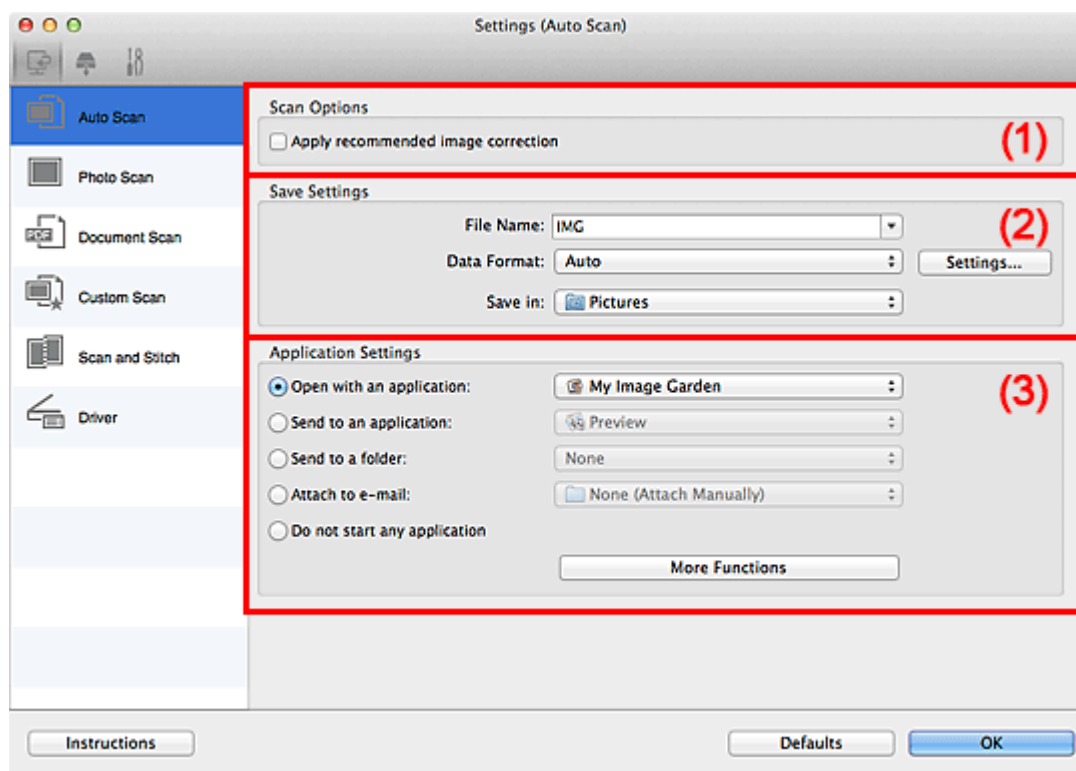 Settings (Auto Scan)
Auto Scan
Photo Scan
PDF
Document Scan
Custom Scan
Scan and Stitch
Driver
Scan Options
Apply recommended image correction
(1)
Save Settings
File Name: IMG
(2)
Data Format: Auto Settings...
Save in: Pictures
Application Settings
Open with an application: My Image Garden
(3)
Send to an application: Preview
Send to a folder: None
Attach to e-mail: None (Attach Manually)
Do not start any application
More Functions
Instructions Defaults OK